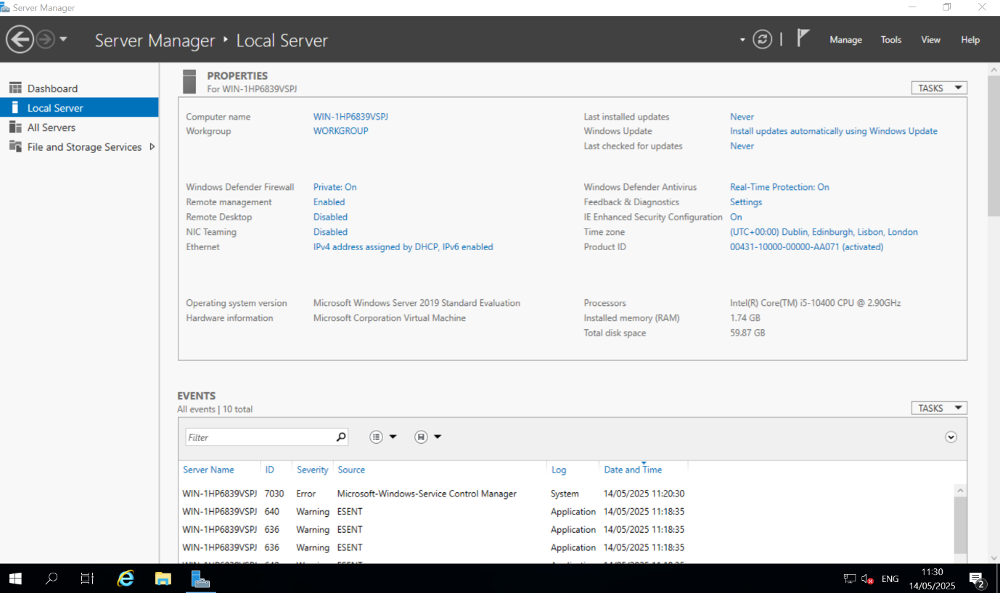 Server Manager
Server Manager ‣ Local Server
Manage Tools View Help
Dashboard
Local Server
All Servers
File and Storage Services
PROPERTIES
For WIN-1HP6839VSPJ
TASKS
Computer name WIN-1HP6839VSPJ Last installed updates Never
Workgroup WORKGROUP Windows Update Install updates automatically using Windows Update
Last checked for updates Never
Windows Defender Firewall Private: On Windows Defender Antivirus Real-Time Protection: On
Remote management Enabled Feedback & Diagnostics Settings
Remote Desktop Disabled IE Enhanced Security Configuration On
NIC Teaming Disabled Time zone (UTC+00:00) Dublin, Edinburgh, Lisbon, London
Ethernet IPv4 address assigned by DHCP, IPv6 enabled Product ID 00431-10000-00000-AA071 (activated)
Operating system version Microsoft Windows Server 2019 Standard Evaluation Processors Intel(R) Core(TM) i5-10400 CPU @ 2.90GHz
Hardware information Microsoft Corporation Virtual Machine Installed memory (RAM) 1.74 GB
Total disk space 59.87 GB
EVENTS
All events | 10 total
TASKS
Filter
Server Name ID Severity Source Log Date and Time
WIN-1HP6839VSPJ 7030 Error Microsoft-Windows-Service Control Manager System 14/05/2025 11:20:30
WIN-1HP6839VSPJ 640 Warning ESENT Application 14/05/2025 11:18:35
WIN-1HP6839VSPJ 636 Warning ESENT Application 14/05/2025 11:18:35
WIN-1HP6839VSPJ 636 Warning ESENT Application 14/05/2025 11:18:35
ENG
11:30
14/05/2025
2